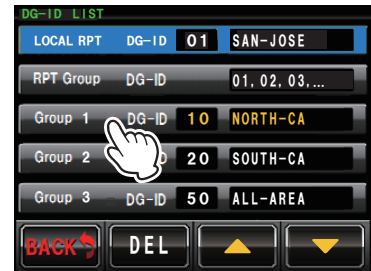 DG-ID LIST
LOCAL RPT DG-ID 01 SAN-JOSE
RPT Group DG-ID 01, 02, 03,...
Group 1 DG-ID 10 NORTH-CA
Group 2 D 20 SOUTH-CA
Group 3 DG-ID 50 ALL-AREA
BACK DEL